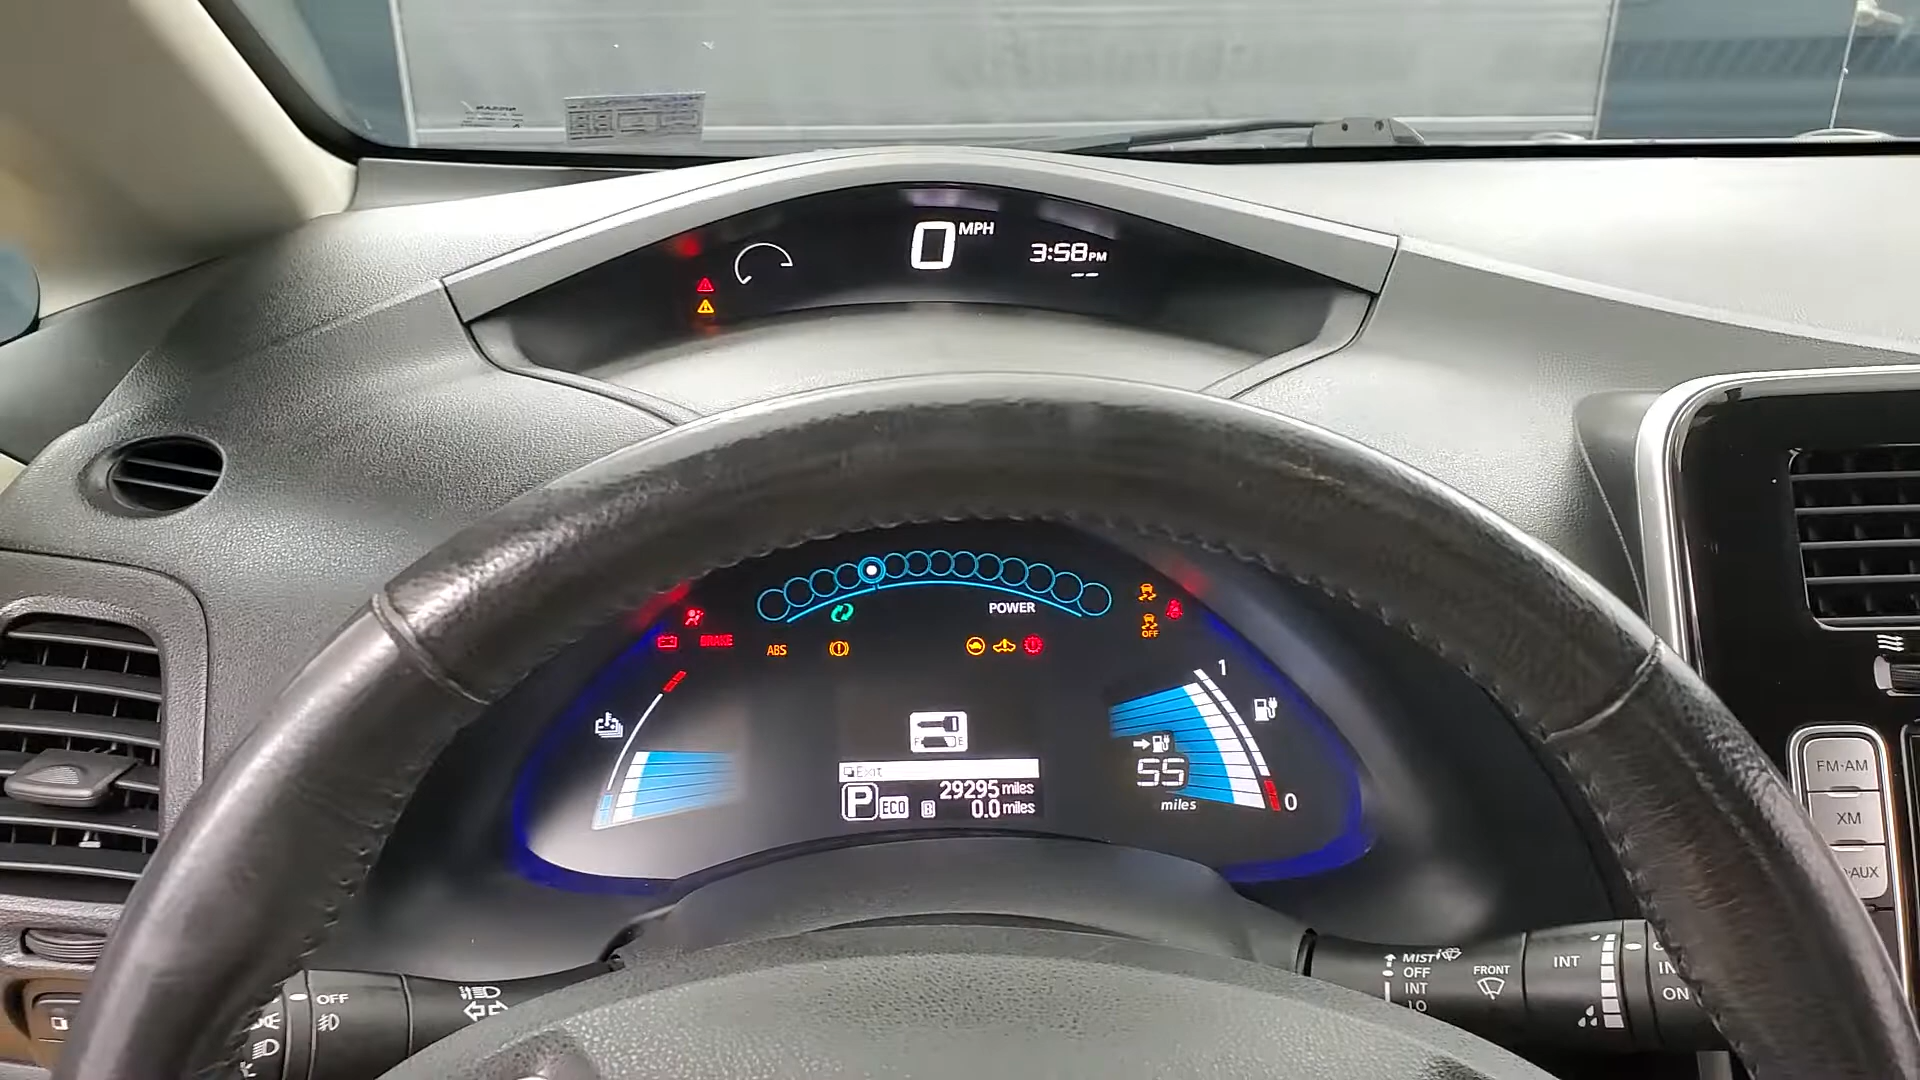 0 MPH
3:58 PM
--
POWER
BRAKE
ABS
OFF
1
F E
55
miles
0
Exit
P ECO
29295 miles
B 0.0 miles
FM·AM
XM
·AUX
OFF
MIST
OFF
INT
LO
FRONT
INT
ON